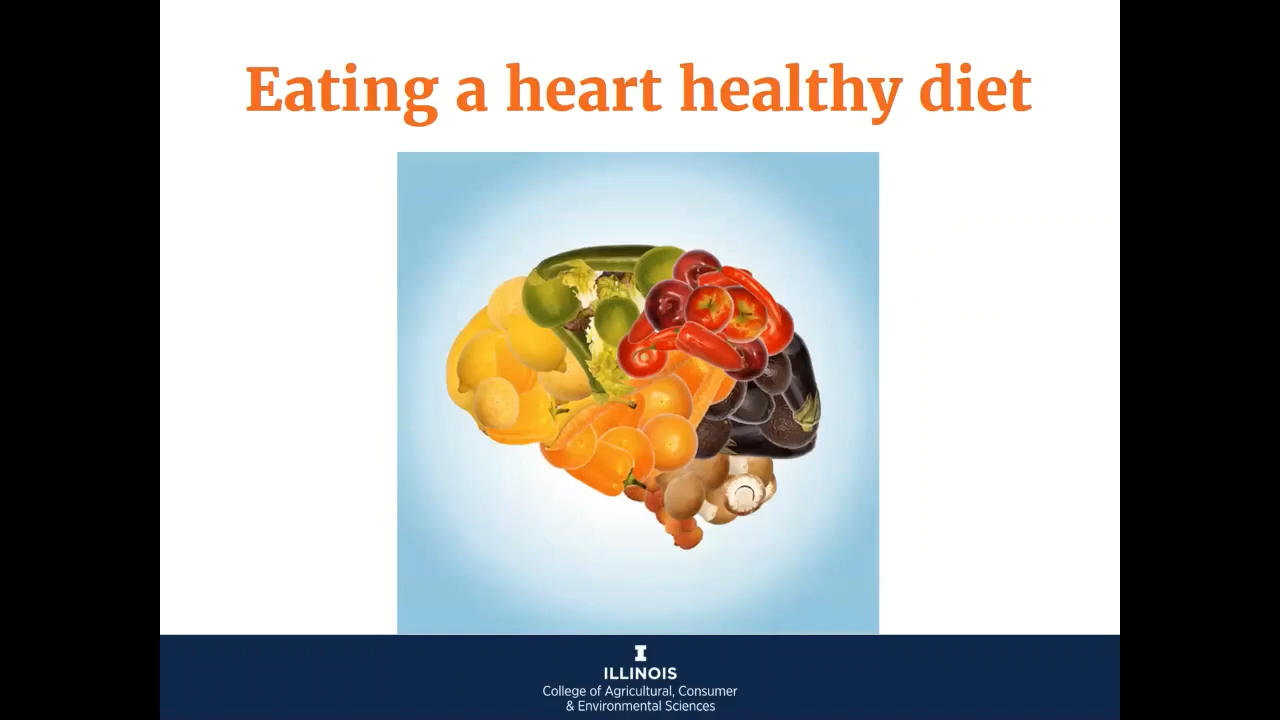 Eating a heart healthy diet
I
ILLINOIS
College of Agricultural, Consumer
& Environmental Sciences